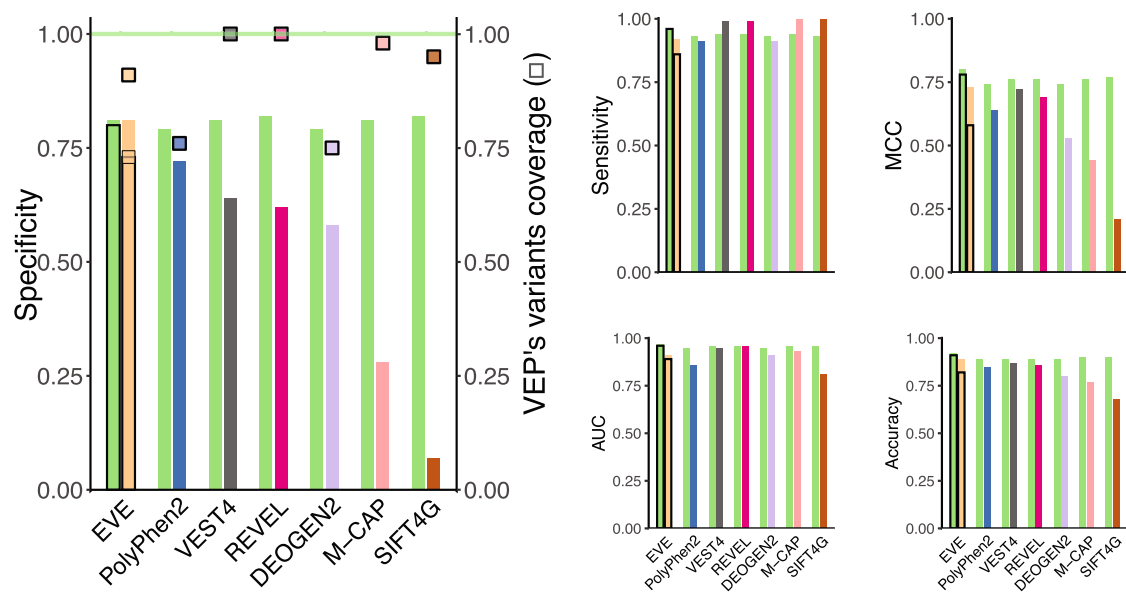 Specificity
1.00
0.75
0.50
0.25
0.00
1.00
0.75
0.50
0.25
0.00
VEP's variants coverage (□)
EVE
PolyPhen2
VEST4
REVEL
DEOGEN2
M−CAP
SIFT4G
Sensitivity
1.00
0.75
0.50
0.25
0.00
MCC
1.00
0.75
0.50
0.25
0.00
AUC
1.00
0.75
0.50
0.25
0.00
EVE
PolyPhen2
VEST4
REVEL
DEOGEN2
M−CAP
SIFT4G
Accuracy
1.00
0.75
0.50
0.25
0.00
EVE
PolyPhen2
VEST4
REVEL
DEOGEN2
M−CAP
SIFT4G